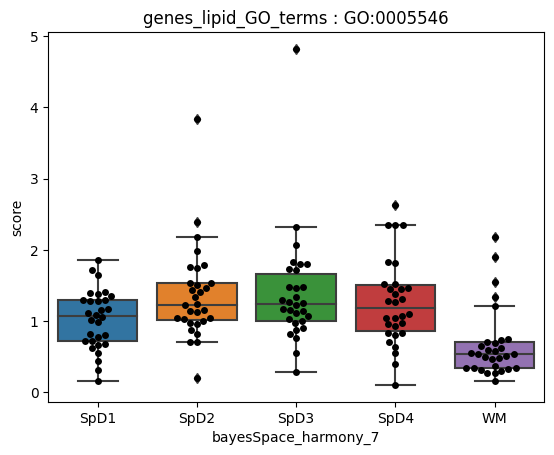 genes_lipid_GO_terms : GO:0005546
5
4
3
2
1
0
score
SpD1 SpD2 SpD3 SpD4 WM
bayesSpace_harmony_7